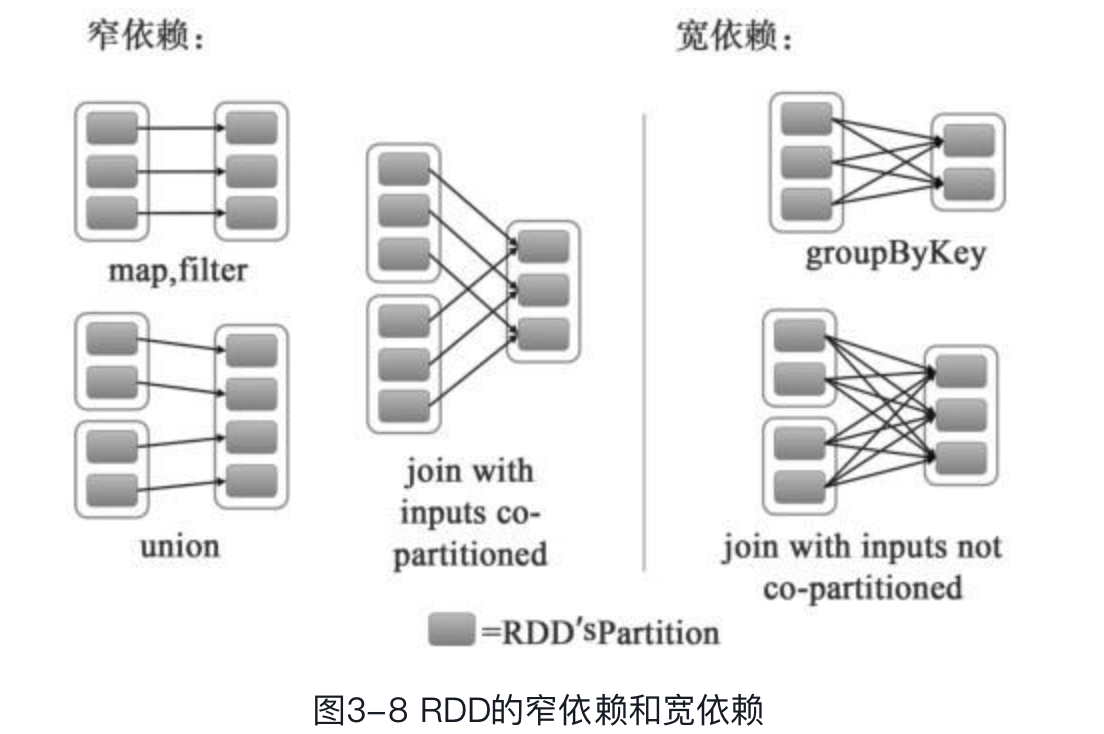 窄依赖：
宽依赖：
map,filter
union
join with
inputs co-
partitioned
groupByKey
join with inputs not
co-partitioned
=RDD'sPartition
图3-8 RDD的窄依赖和宽依赖